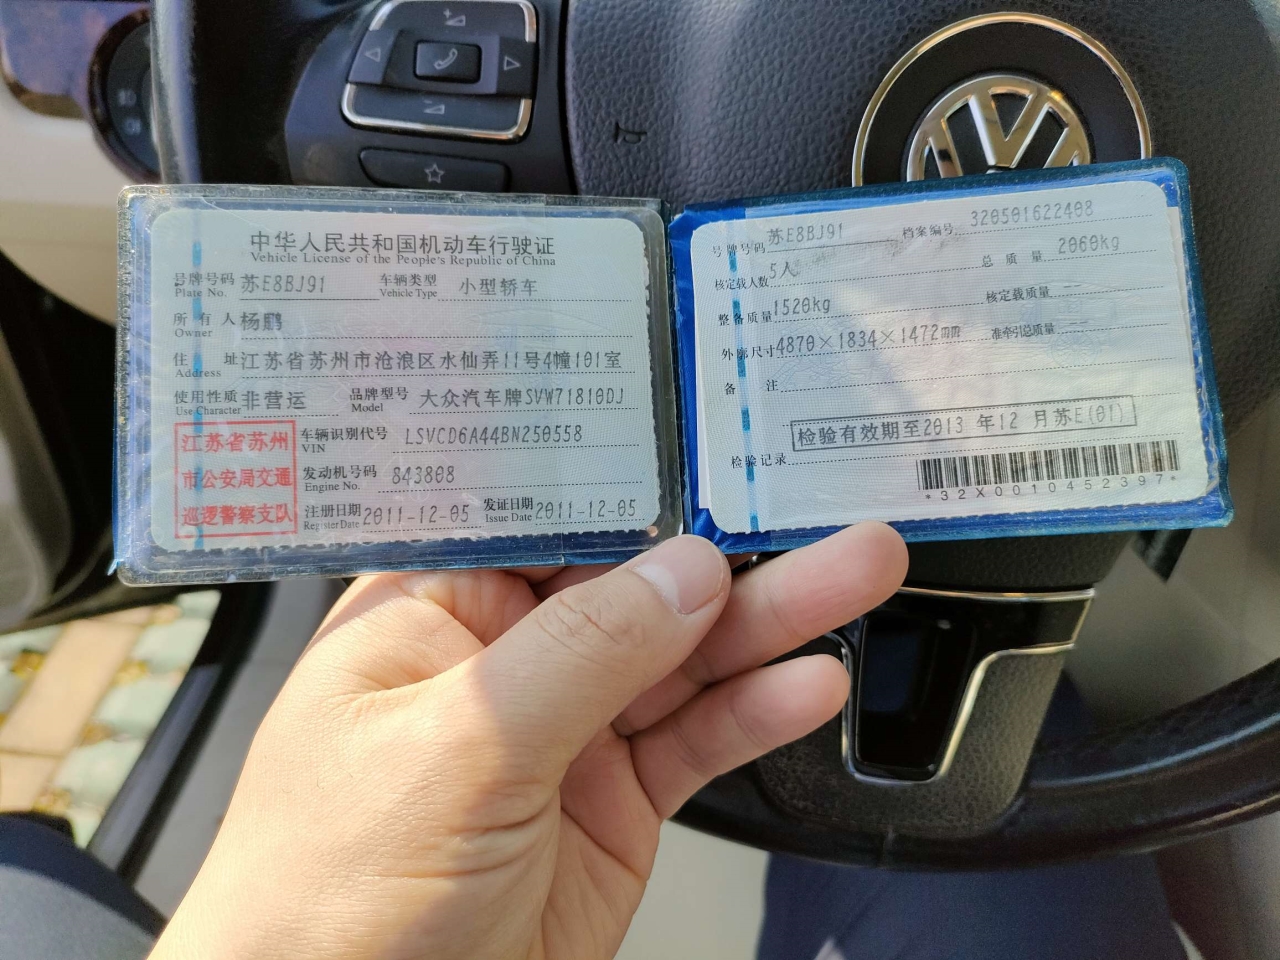 中华人民共和国机动车行驶证
Vehicle License of the People's Republic of China
号牌号码 苏E8BJ91 车辆类型 小型轿车
Plate No. Vehicle Type
所有人 杨鹏
Owner
住址 江苏省苏州市沧浪区水仙弄11号4幢101室
Address
使用性质 非营运 品牌型号 大众汽车牌SVW71810DJ
Use Character Model
江苏省苏州
市公安局交通
巡逻警察支队
车辆识别代号 LSVCD6A44BN250558
VIN
发动机号码 843808
Engine No.
注册日期 2011-12-05 发证日期 2011-12-05
Register Date Issue Date
号牌号码 苏E8BJ91 档案编号 320501622408
核定载人数 5人 总质量 2060kg
整备质量 1520kg 核定载质量 --
外廓尺寸 4870×1834×1472mm 准牵引总质量 --
备注
检验有效期至2013年12月苏E(01)
检验记录
*32X0010452397*